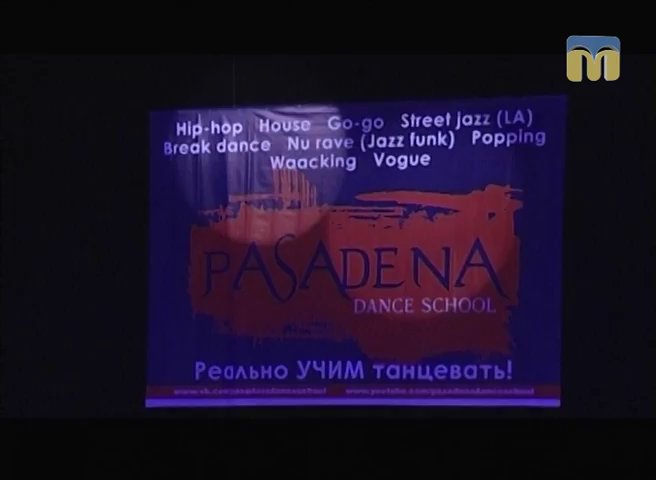 M
Hip-hop House Go-go Street jazz (LA)
Break dance Nu rave (Jazz funk) Popping
Waacking Vogue
PASADENA
DANCE SCHOOL
Реально УЧИМ танцевать!